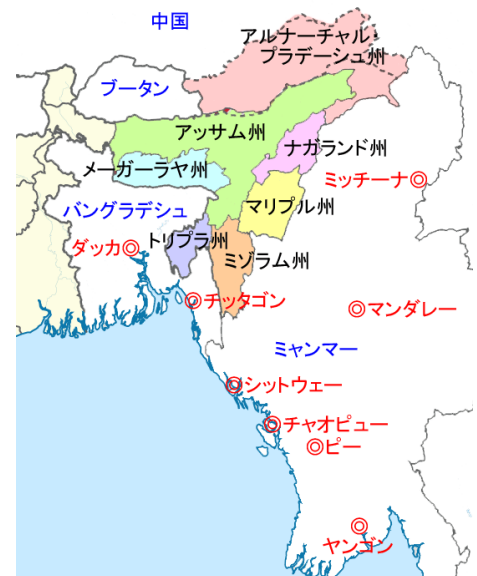 中国
アルナーチャル
プラデーシュ州
ブータン
アッサム州
ナガランド州
メーガーラヤ州
ミッチーナ
バングラデシュ
マリプル州
ダッカ
トリプラ州
ミゾラム州
チッタゴン
マンダレー
ミャンマー
シットウェー
チャオピュー
ピー
ヤンゴン